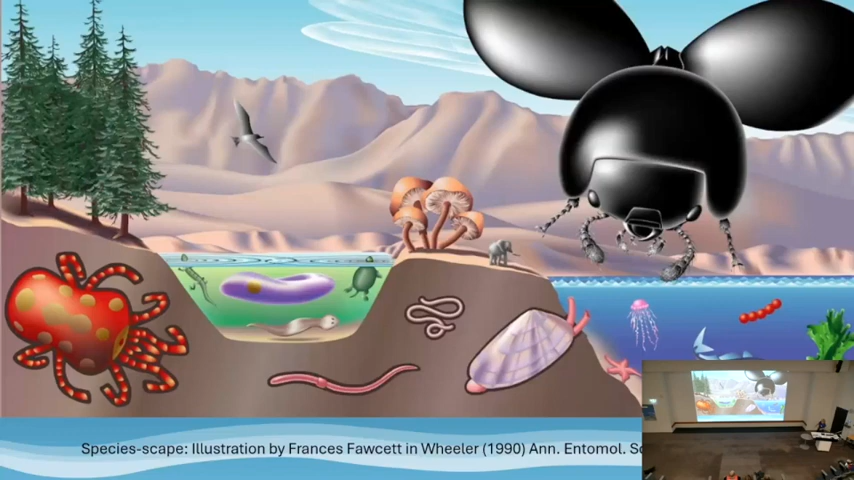 Species-scape: Illustration by Frances Fawcett in Wheeler (1990) Ann. Entomol.